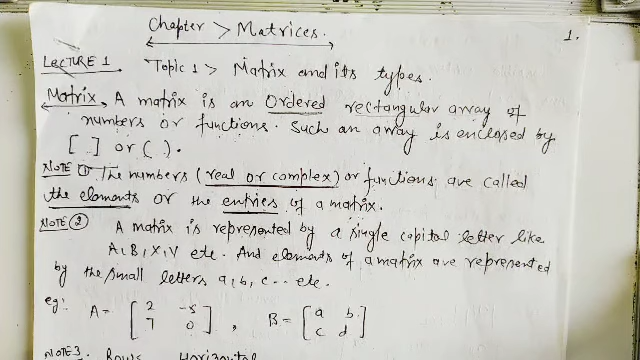 Chapter > Matrices. 1.
LECTURE 1. Topic 1 > Matrix and its types.
Matrix, A matrix is an Ordered rectangular array of
numbers or functions. Such an array is enclosed by
[ ] or ( ).
NOTE ① The numbers (real or complex) or functions are called
the elements or the entries of a matrix.
NOTE ② A matrix is represented by a single capital letter like
A, B, X, V etc. And elements of a matrix are represented
by the small letters a, b, c... etc.
eg: A = [ 2 -5
7 0 ] , B = [ a b
c d ]
NOTE 3. Rows Horizontal